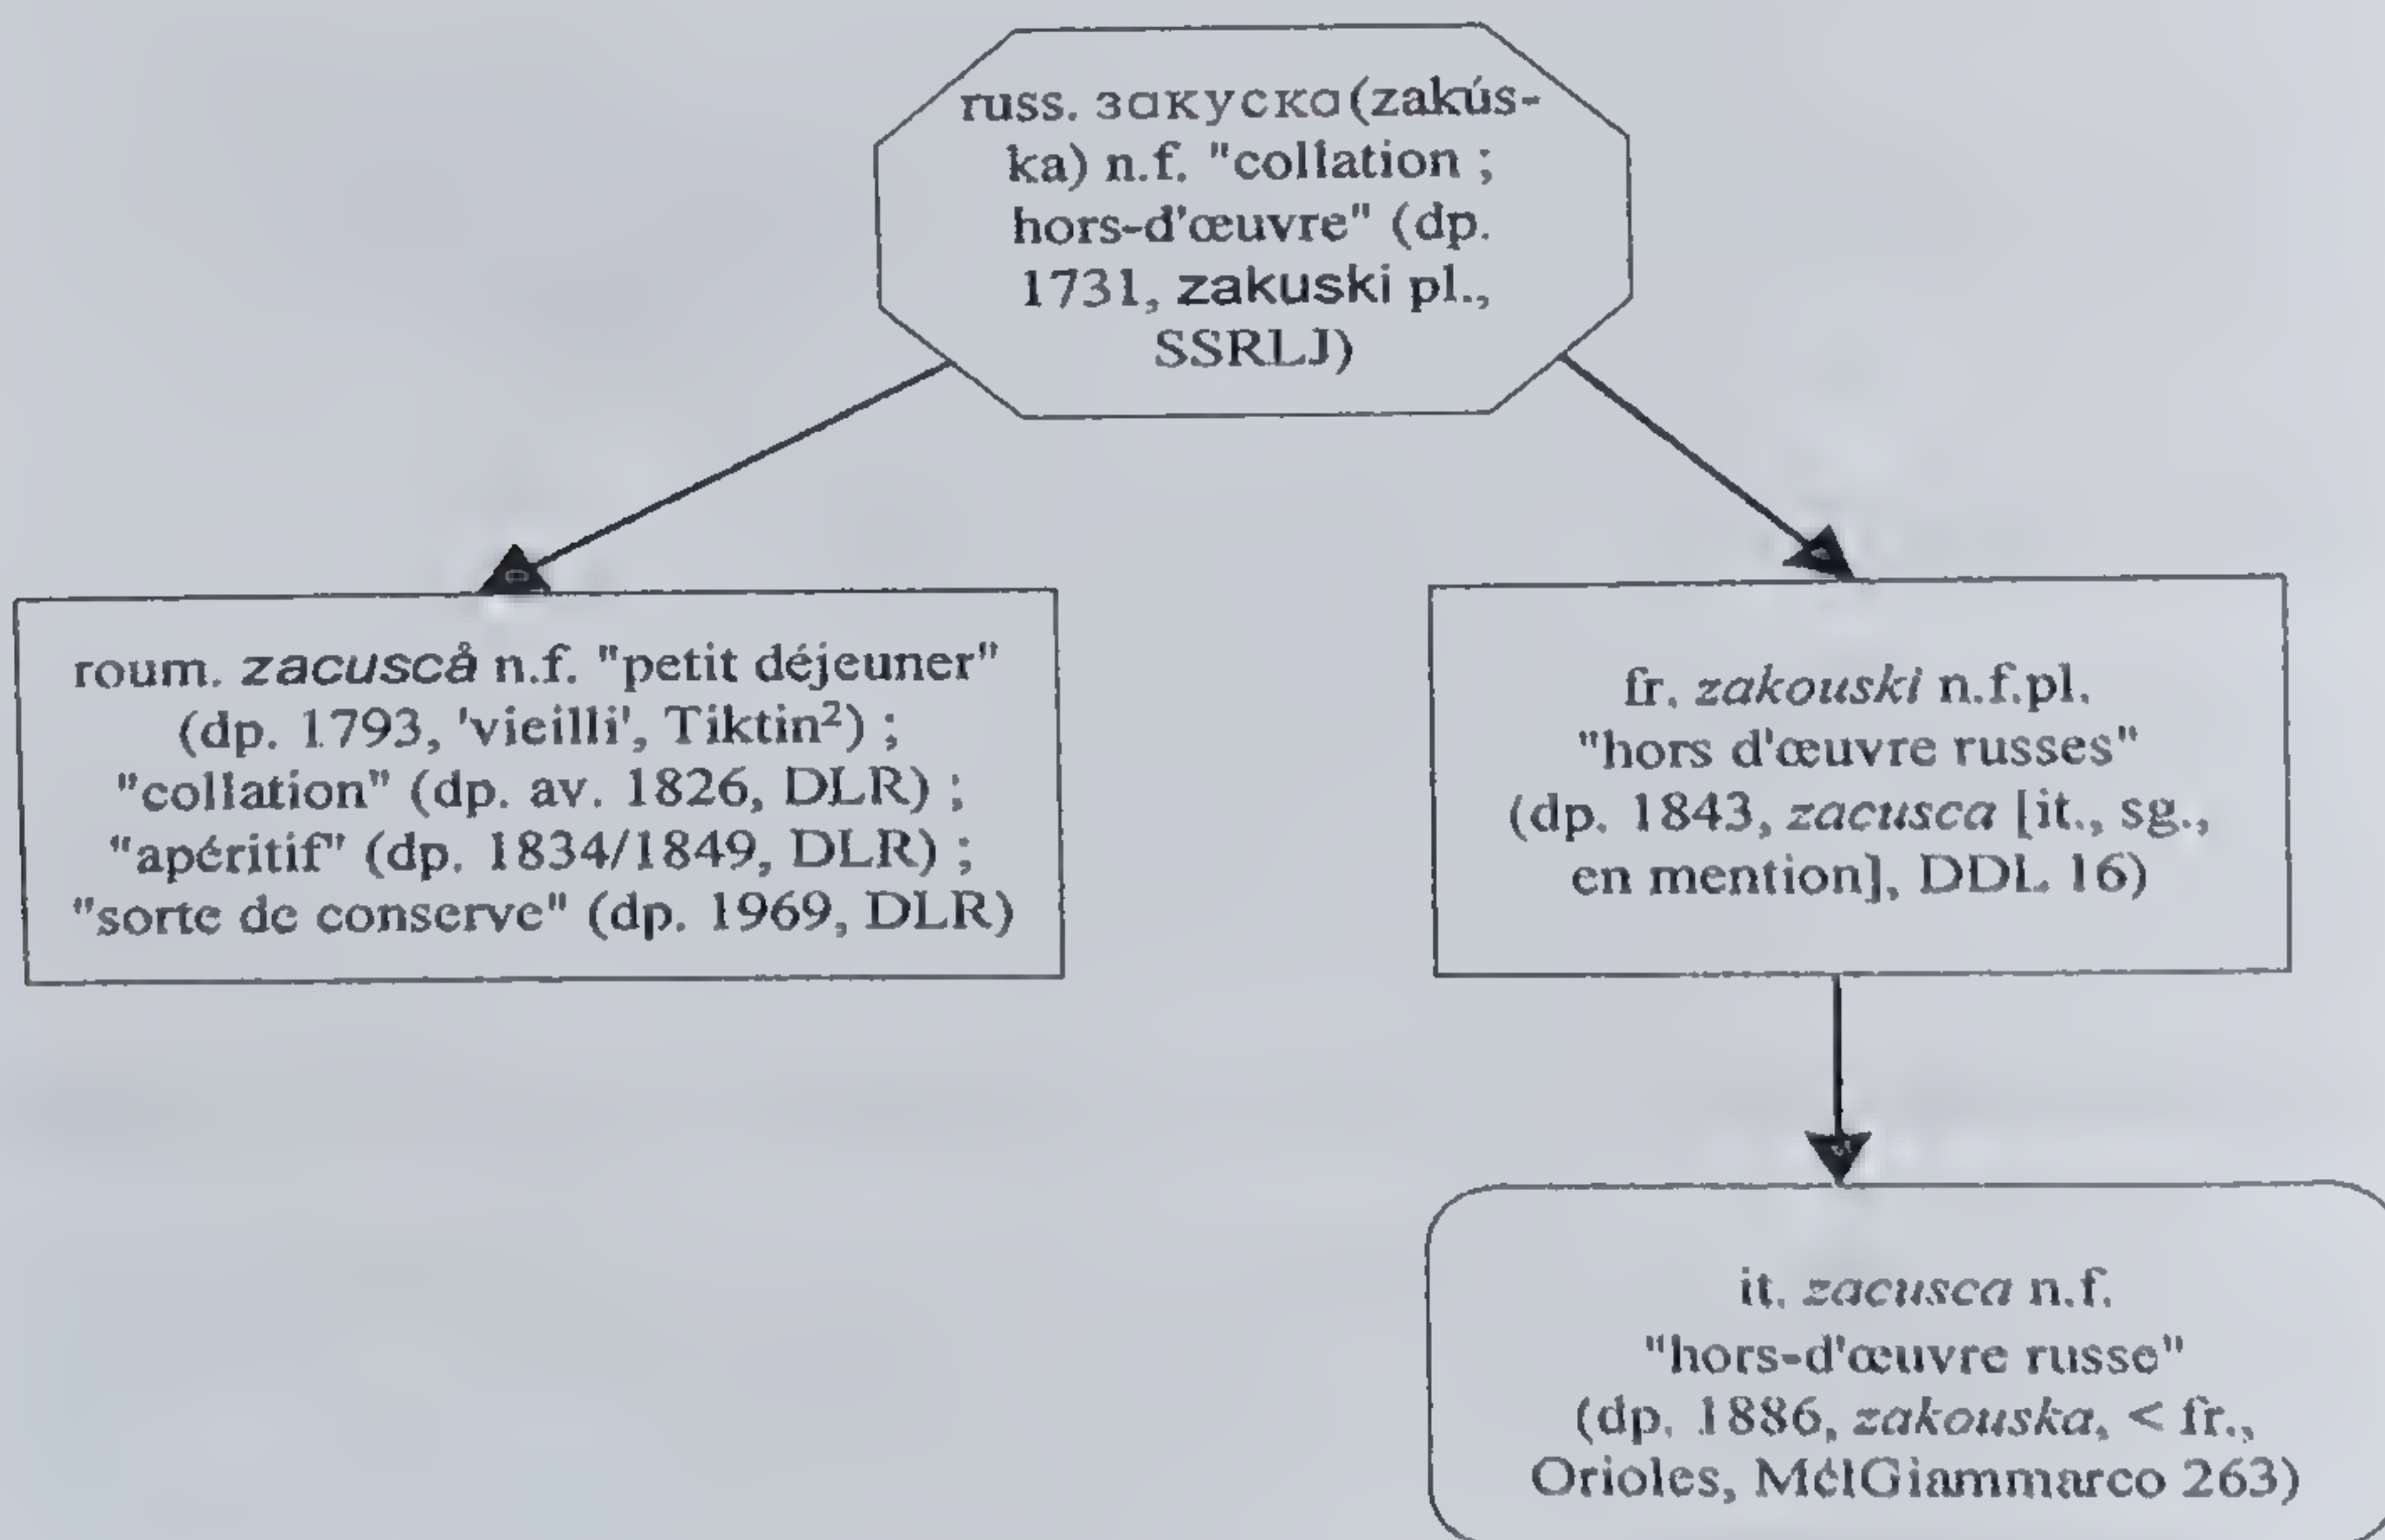 russ. закуска(zakús-
ka) n.f. "collation ;
hors-d'œuvre" (dp.
1731, zakuski pl.,
SSRLJ)
roum. zacuscå n.f. "petit déjeuner"
(dp. 1793, 'vieilli', Tiktin²) ;
"collation" (dp. av. 1826, DLR) ;
"apéritif" (dp. 1834/1849, DLR) ;
"sorte de conserve" (dp. 1969, DLR)
fr. zakouski n.f.pl.
"hors d'œuvre russes"
(dp. 1843, zacusca [it., sg.,
en mention], DDL 16)
it. zacusca n.f.
"hors-d'œuvre russe"
(dp. 1886, zakouska, < fr.,
Orioles, MélGiammarco 263)